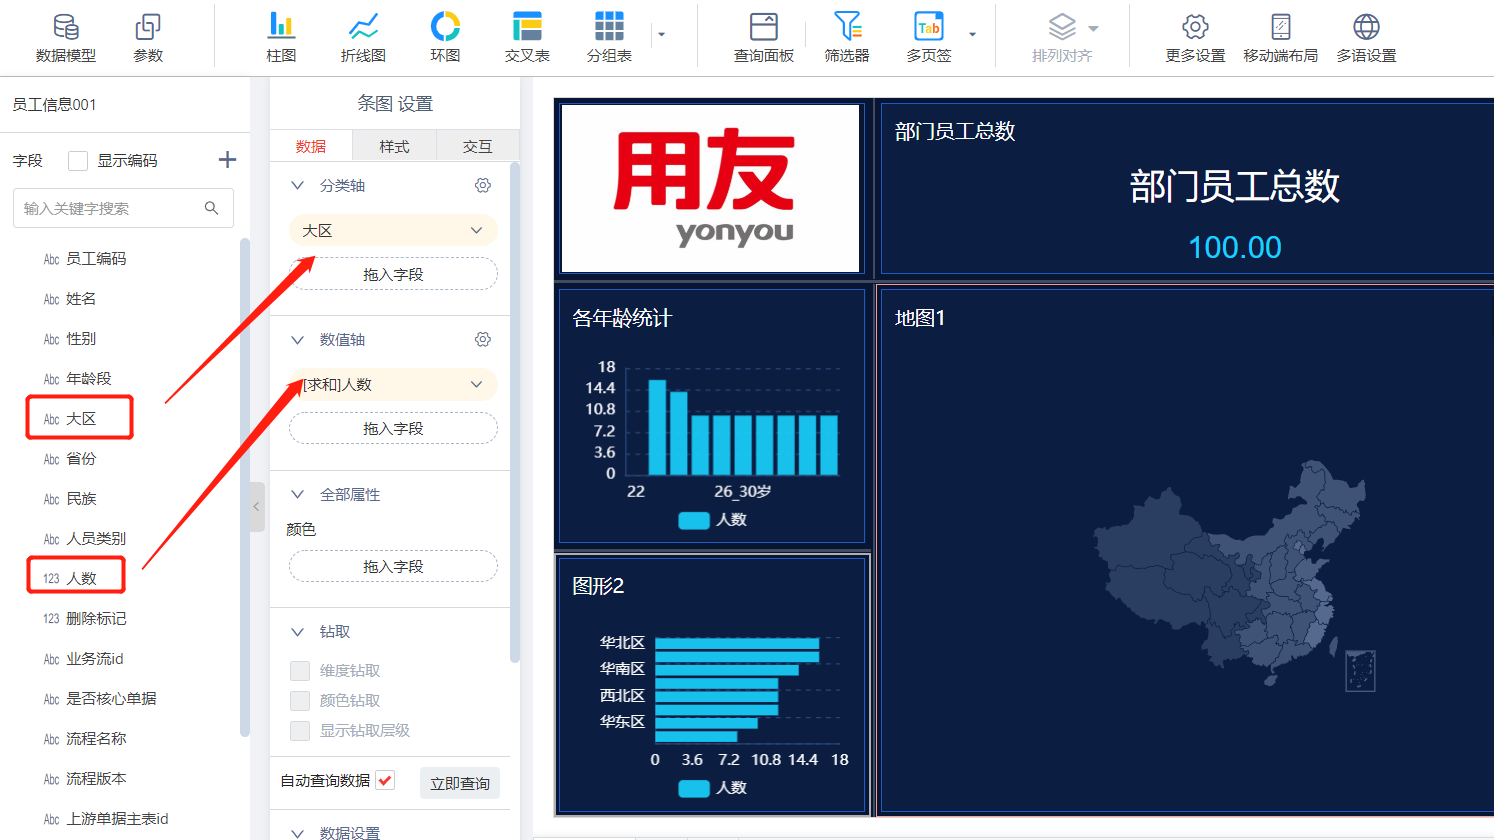 数据模型 参数 柱图 折线图 环图 交叉表 分组表 查询面板 筛选器 多页签 排列对齐 更多设置 移动端布局 多语设置
Tab
员工信息001
字段 显示编码
输入关键字搜索
Abc 员工编码
Abc 姓名
Abc 性别
Abc 年龄段
Abc 大区
Abc 省份
Abc 民族
Abc 人员类别
123 人数
123 删除标记
Abc 业务流id
Abc 是否核心单据
Abc 流程名称
Abc 流程版本
Abc 上游单据主表id
条图 设置
数据 样式 交互
分类轴
大区
拖入字段
数值轴
[求和]人数
拖入字段
全部属性
颜色
拖入字段
钻取
维度钻取
颜色钻取
显示钻取层级
自动查询数据 立即查询
数据设置
用友
yonyou
部门员工总数
部门员工总数
100.00
各年龄统计
18
14.4
10.8
7.2
3.6
0
22 26_30岁
人数
图形2
华北区
华南区
西北区
华东区
0 3.6 7.2 10.8 14.4 18
人数
地图1